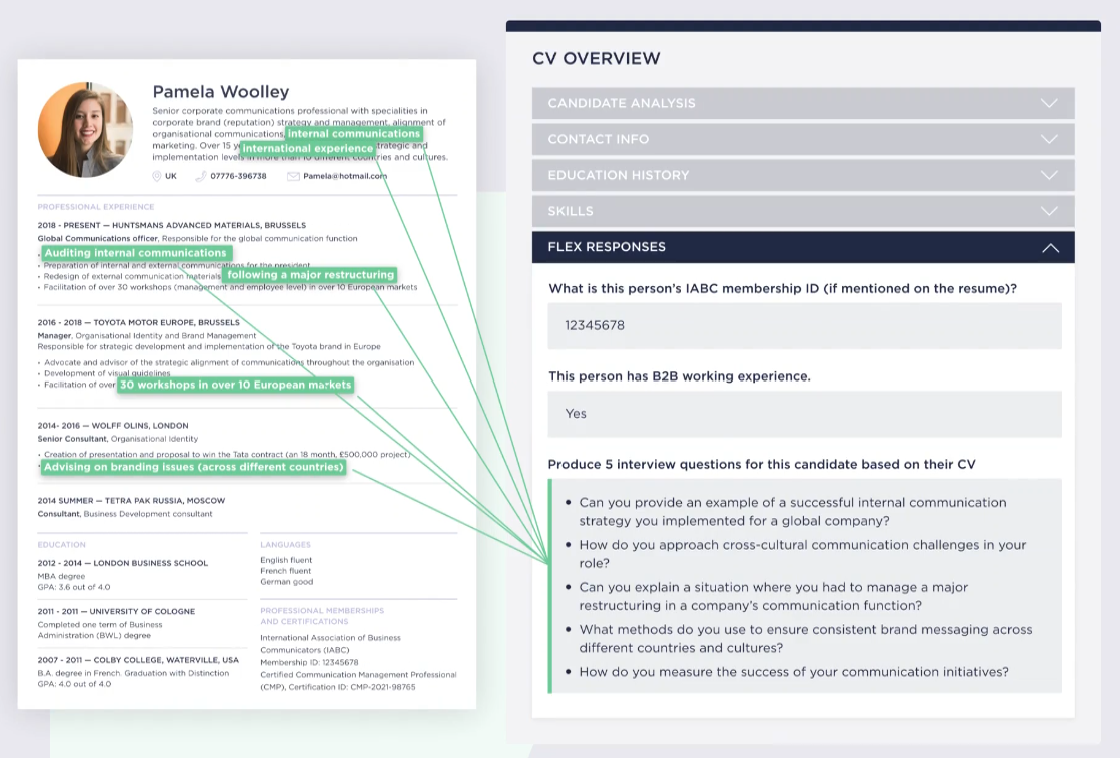 Pamela Woolley
Senior corporate communications professional with specialities in
corporate brand (reputation) strategy and management, alignment of
organisational communications, Internal communications
marketing. Over 15 International experience strategic and
implementation levels in more than 10 different countries and cultures.
UK 07776-396738 Pamela@hotmail.com
PROFESSIONAL EXPERIENCE
2018 - PRESENT — HUNTSMANS ADVANCED MATERIALS, BRUSSELS
Global Communications officer, Responsible for the global communication function
• Auditing internal communications
• Preparation of internal and external communications for the president
• Redesign of external communication materials following a major restructuring
• Facilitation of over 30 workshops (management and employee level) in over 10 European markets
2016 - 2018 — TOYOTA MOTOR EUROPE, BRUSSELS
Manager, Organisational Identity and Brand Management
Responsible for strategic development and implementation of the Toyota brand in Europe
• Advocate and advisor of the strategic alignment of communications throughout the organisation
• Development of visual guidelines
• Facilitation of over 30 workshops in over 10 European markets
2014- 2016 — WOLFF OLINS, LONDON
Senior Consultant, Organisational Identity
• Creation of presentation and proposal to win the Tata contract (an 18 month, £500,000 project)
• Advising on branding issues (across different countries)
2014 SUMMER — TETRA PAK RUSSIA, MOSCOW
Consultant, Business Development consultant
EDUCATION
2012 - 2014 — LONDON BUSINESS SCHOOL
MBA degree
GPA: 3.6 out of 4.0
2011 - 2011 — UNIVERSITY OF COLOGNE
Completed one term of Business
Administration (BWL) degree
2007 - 2011 — COLBY COLLEGE, WATERVILLE, USA
B.A. degree in French. Graduation with Distinction
GPA: 4.0 out of 4.0
LANGUAGES
English fluent
French fluent
German good
PROFESSIONAL MEMBERSHIPS
AND CERTIFICATIONS
International Association of Business
Communicators (IABC)
Membership ID: 12345678
Certified Communication Management Professional
(CMP), Certification ID: CMP-2021-98765
CV OVERVIEW
CANDIDATE ANALYSIS
CONTACT INFO
EDUCATION HISTORY
SKILLS
FLEX RESPONSES
What is this person's IABC membership ID (if mentioned on the resume)?
12345678
This person has B2B working experience.
Yes
Produce 5 interview questions for this candidate based on their CV
• Can you provide an example of a successful internal communication
strategy you implemented for a global company?
• How do you approach cross-cultural communication challenges in your
role?
• Can you explain a situation where you had to manage a major
restructuring in a company's communication function?
• What methods do you use to ensure consistent brand messaging across
different countries and cultures?
• How do you measure the success of your communication initiatives?